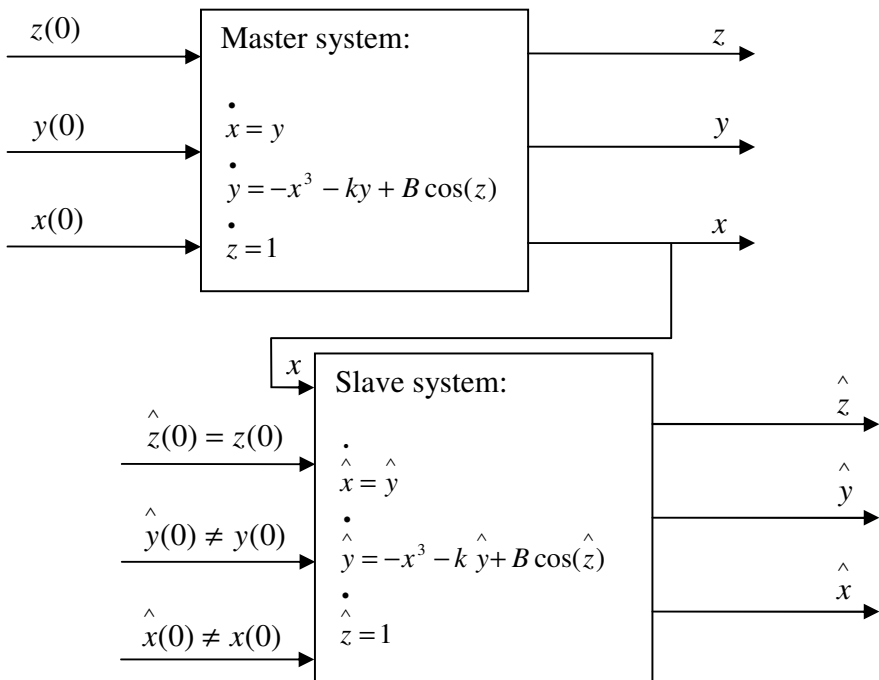 z(0)
y(0)
x(0)
Master system:
ẋ = y
ẏ = −x³ − ky + B cos(z)
ż = 1
z
y
x
x
Slave system:
ẑ(0) = z(0)
ŷ(0) ≠ y(0)
x̂(0) ≠ x(0)
x̂̇ = ŷ
ŷ̇ = −x³ − k ŷ + B cos(ẑ)
ẑ̇ = 1
ẑ
ŷ
x̂